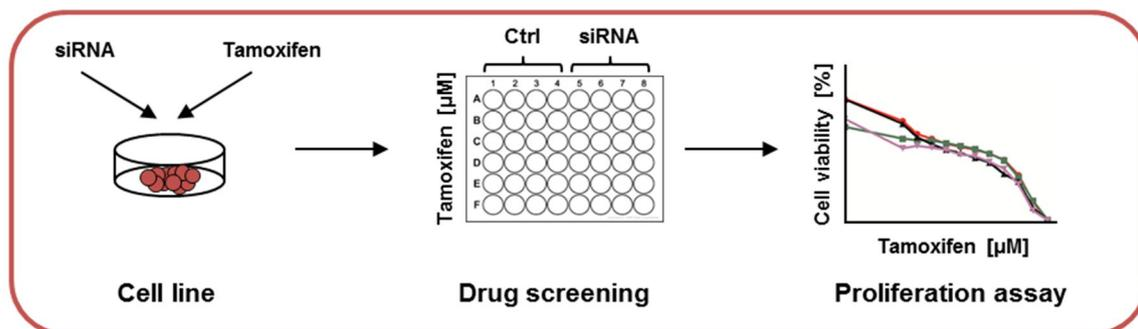 siRNA Tamoxifen
Ctrl siRNA
1 2 3 4 5 6 7 8
A
B
C
D
E
F
Tamoxifen [µM]
Cell viability [%]
Tamoxifen [µM]
Cell line
Drug screening
Proliferation assay